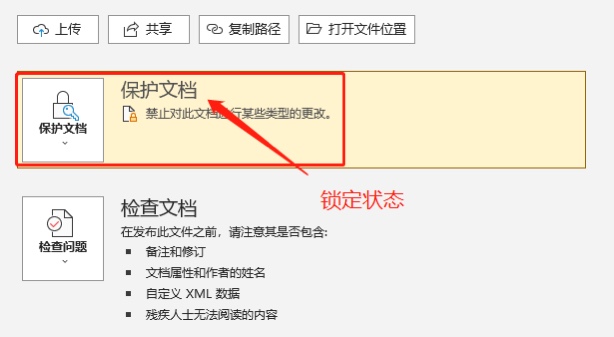 上传 共享 复制路径 打开文件位置
保护文档
保护文档
禁止对此文档进行某些类型的更改。
锁定状态
检查问题
检查文档
在发布此文件之前，请注意其是否包含:
备注和修订
文档属性和作者的姓名
自定义 XML 数据
残疾人士无法阅读的内容